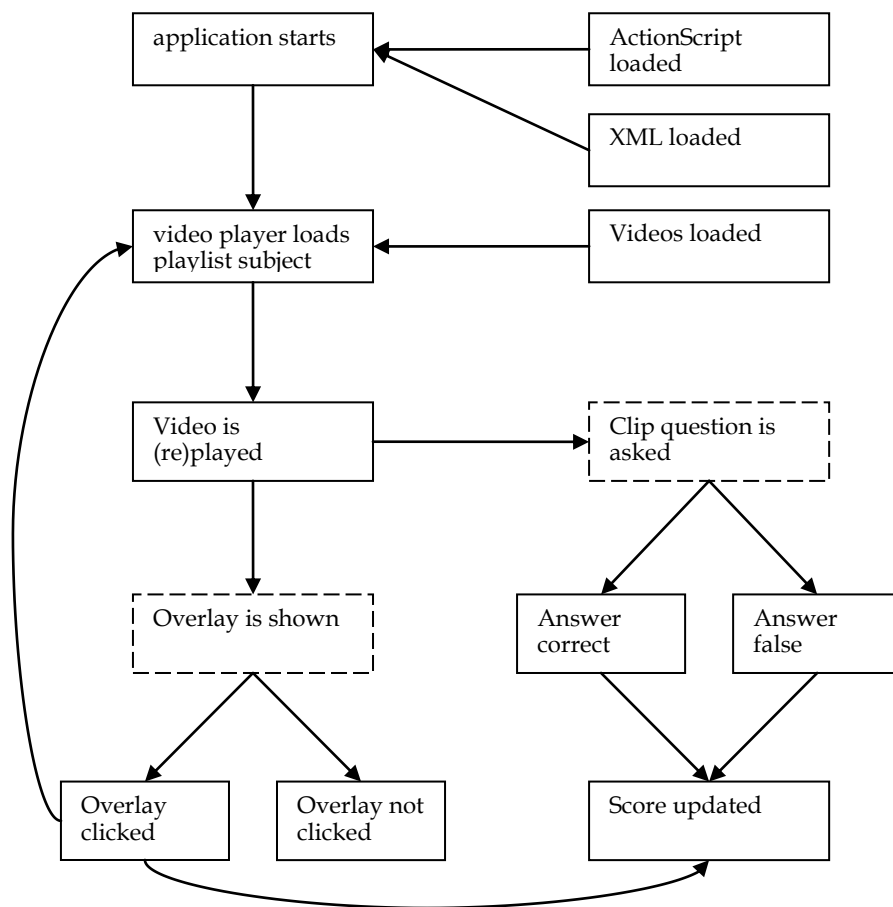 application starts
ActionScript
loaded
XML loaded
video player loads
playlist subject
Videos loaded
Video is
(re)played
Clip question is
asked
Overlay is shown
Answer
correct
Answer
false
Overlay
clicked
Overlay not
clicked
Score updated